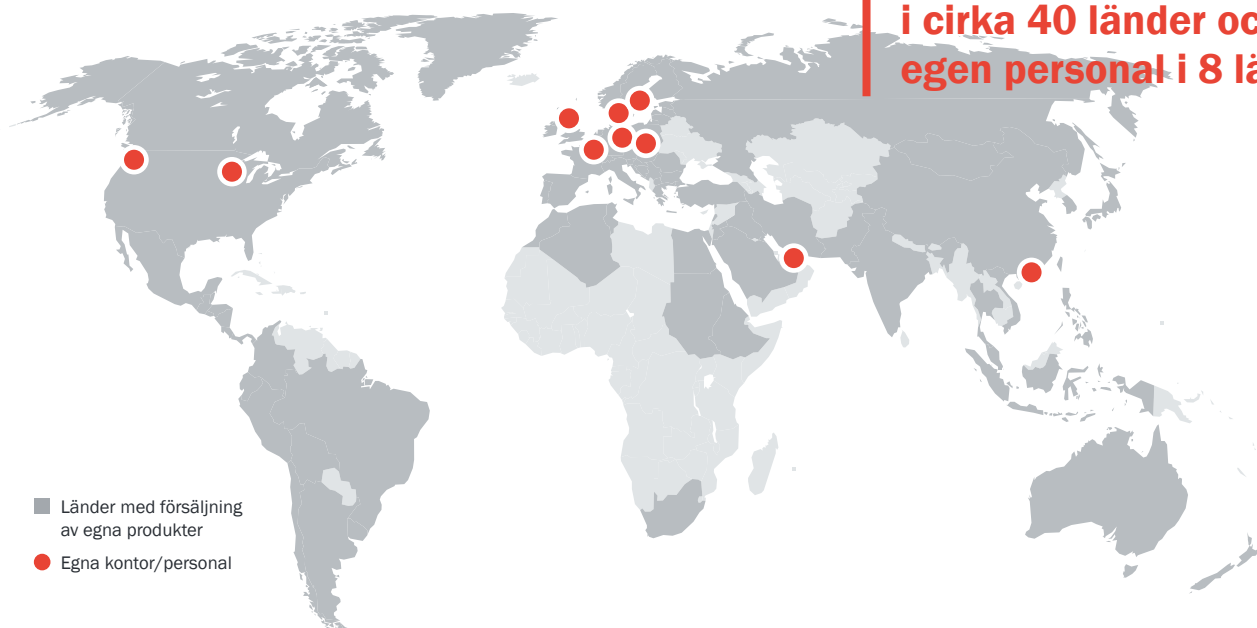 i cirka 40 länder oc
egen personal i 8 lä
Länder med försäljning
av egna produkter
Egna kontor/personal